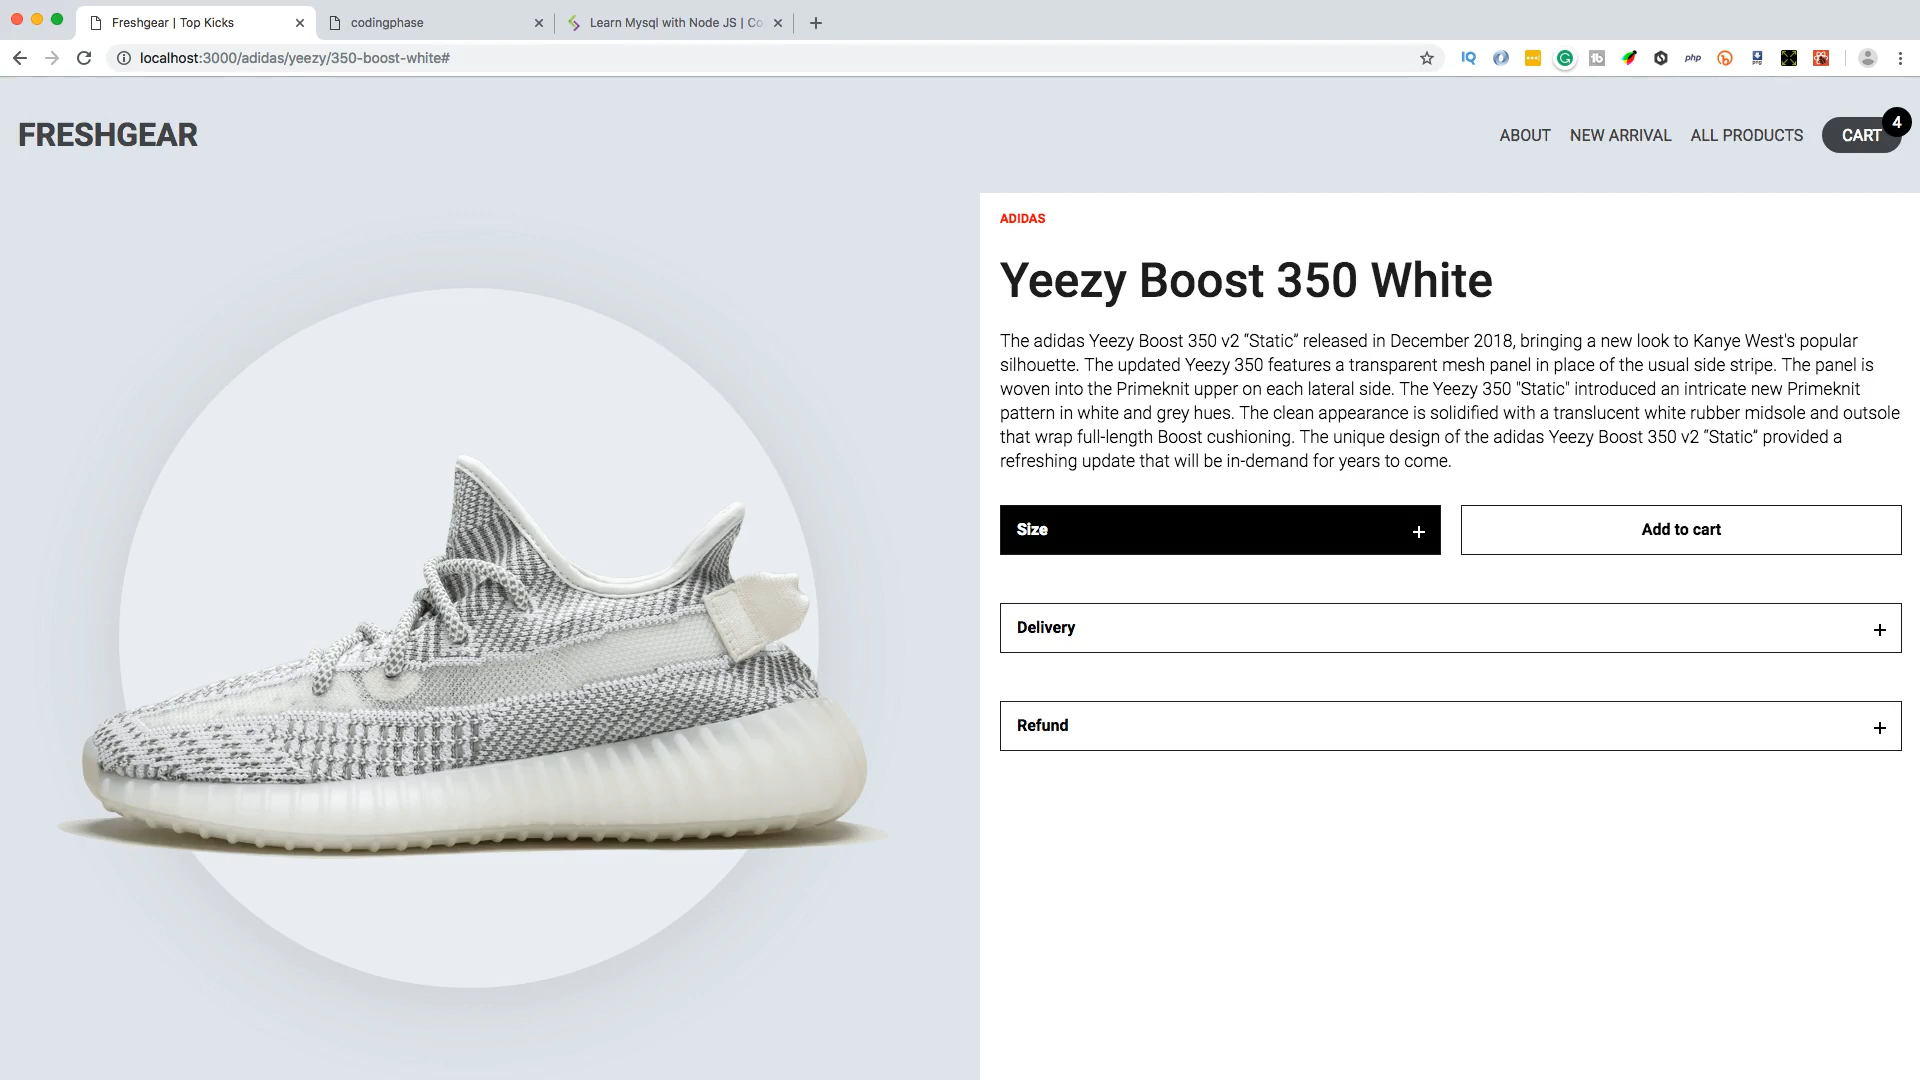 Freshgear | Top Kicks
codingphase
Learn Mysql with Node JS | Co
localhost:3000/adidas/yeezy/350-boost-white#
FRESHGEAR
ABOUT
NEW ARRIVAL
ALL PRODUCTS
CART
4
ADIDAS
Yeezy Boost 350 White
The adidas Yeezy Boost 350 v2 “Static” released in December 2018, bringing a new look to Kanye West's popular
silhouette. The updated Yeezy 350 features a transparent mesh panel in place of the usual side stripe. The panel is
woven into the Primeknit upper on each lateral side. The Yeezy 350 "Static" introduced an intricate new Primeknit
pattern in white and grey hues. The clean appearance is solidified with a translucent white rubber midsole and outsole
that wrap full-length Boost cushioning. The unique design of the adidas Yeezy Boost 350 v2 “Static” provided a
refreshing update that will be in-demand for years to come.
Size
Add to cart
Delivery
Refund